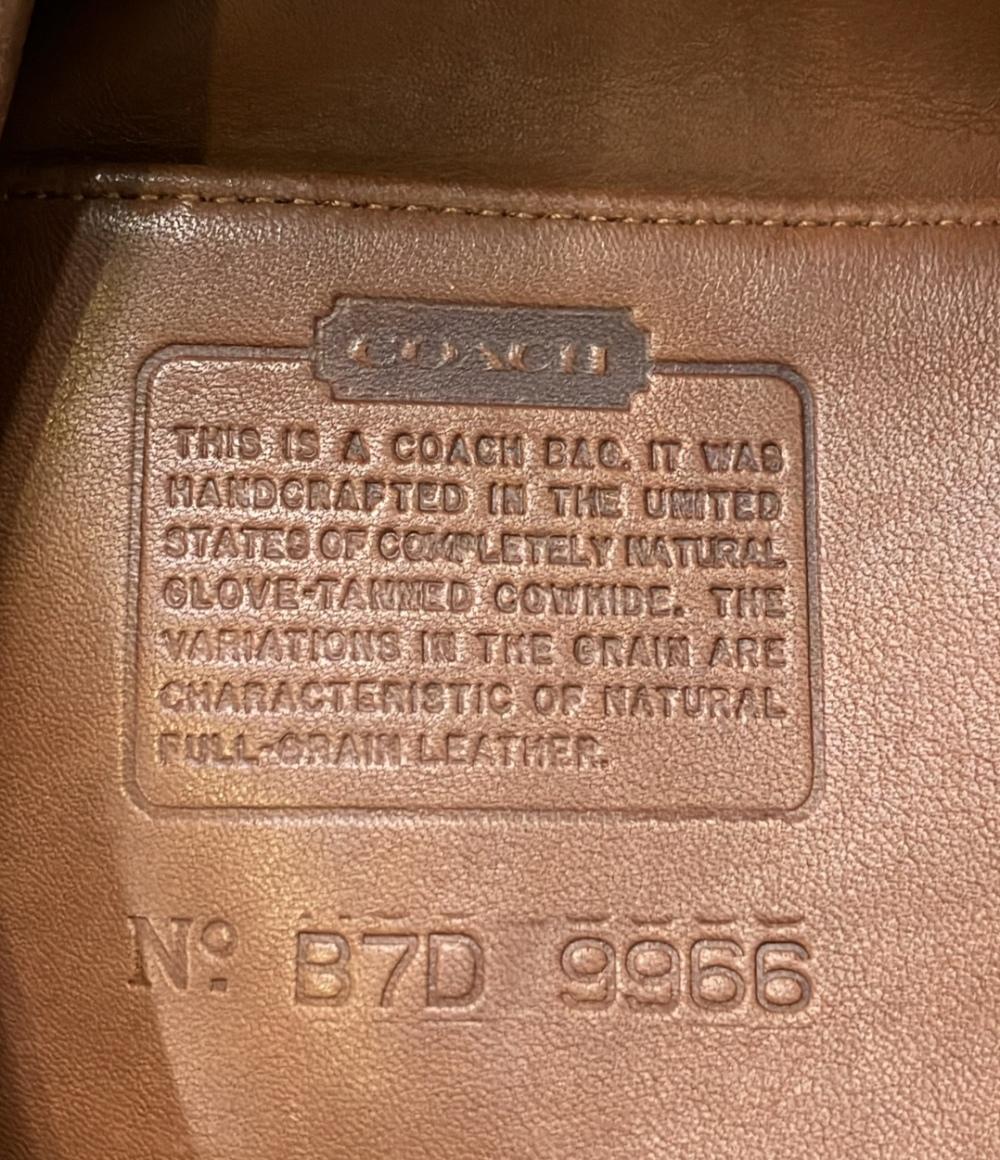 COACH
THIS IS A COACH BAG. IT WAS
HANDCRAFTED IN THE UNITED
STATES OF COMPLETELY NATURAL
GLOVE-TANNED COWHIDE. THE
VARIATIONS IN THE GRAIN ARE
CHARACTERISTIC OF NATURAL
FULL-GRAIN LEATHER.
No. B7D 9966